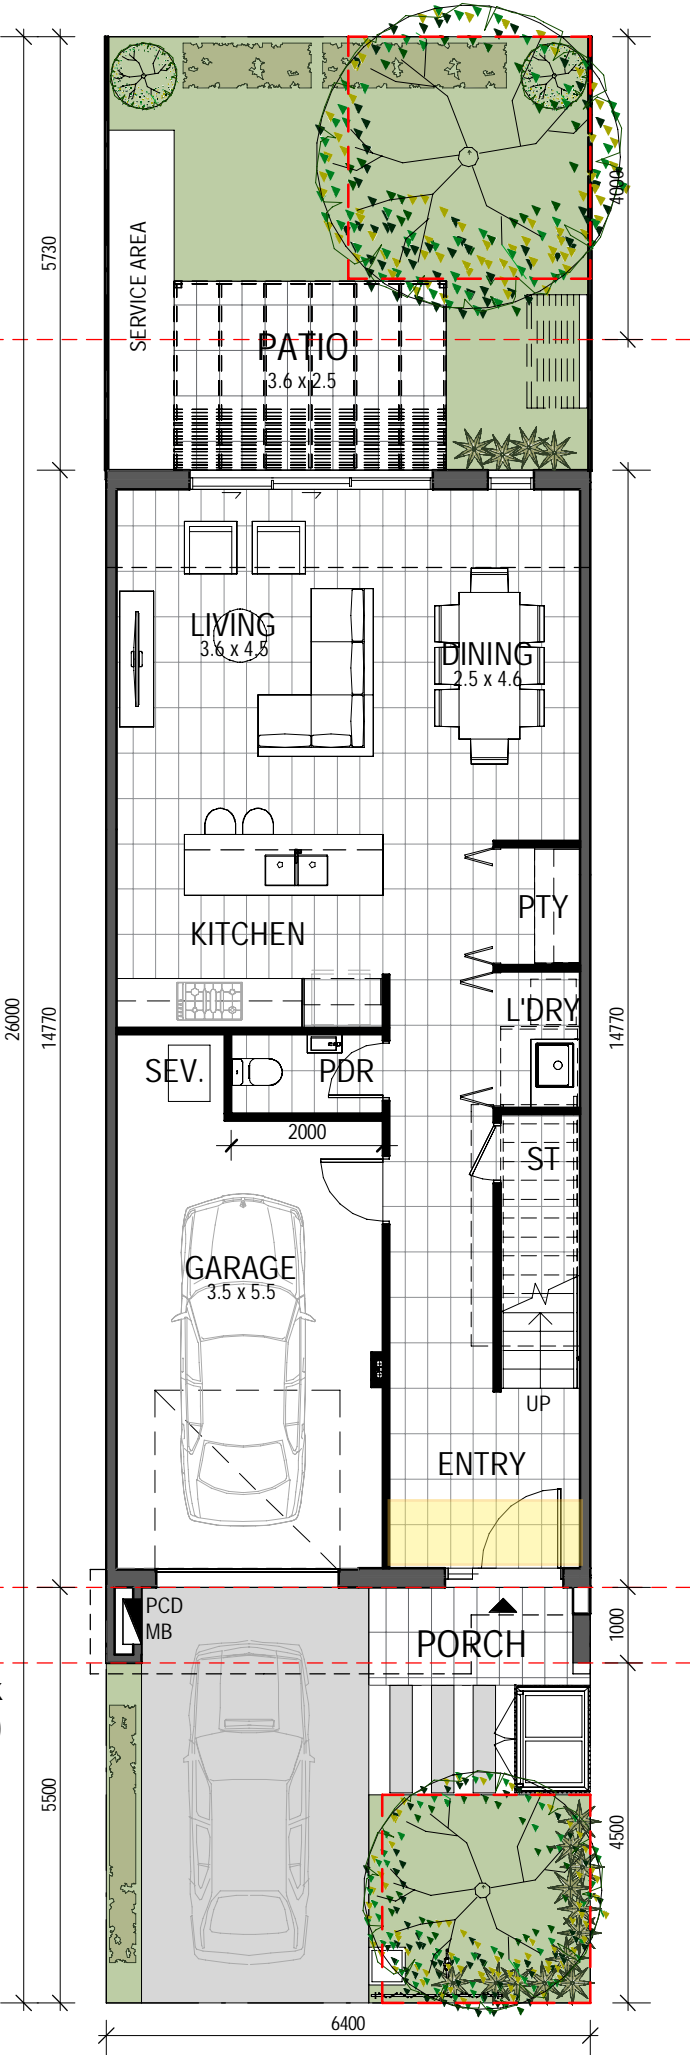 4000
5730
SERVICE AREA
PATIO
3.6 x 2.5
LIVING
3.6 x 4.5
DINING
2.5 x 4.6
PTY
KITCHEN
26000
14770
14770
L'DRY
SEV.
PDR
2000
ST
GARAGE
3.5 x 5.5
UP
ENTRY
PCD
MB
1000
PORCH
5500
4500
6400